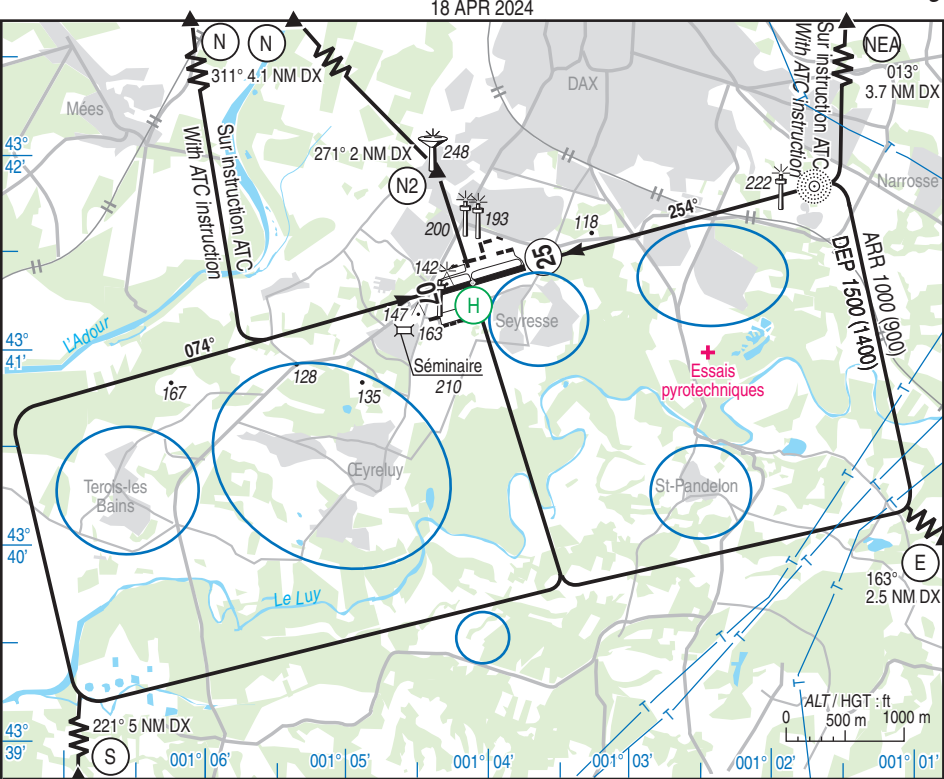 18 APR 2024
N
N
311° 4.1 NM DX
NEA
013°
3.7 NM DX
Sur instruction ATC
With ATC instruction
DAX
Mées
43°
42'
271° 2 NM DX
248
N2
Sur instruction ATC
With ATC instruction
222
Narrosse
200
193
118
254°
25
142
07
H
147
163
Seyresse
ARR 1000 (900)
DEP 1500 (1400)
L'Adour
43°
41'
074°
Séminaire
210
Essais
pyrotechniques
167
128
135
Œyreluy
Tercis-les
Bains
St-Pandelon
43°
40'
E
163°
2.5 NM DX
Le Luy
ALT / HGT : ft
0 500 m 1000 m
221° 5 NM DX
S
43°
39'
001° 06'
001° 05'
001° 04'
001° 03'
001° 02'
001° 01'